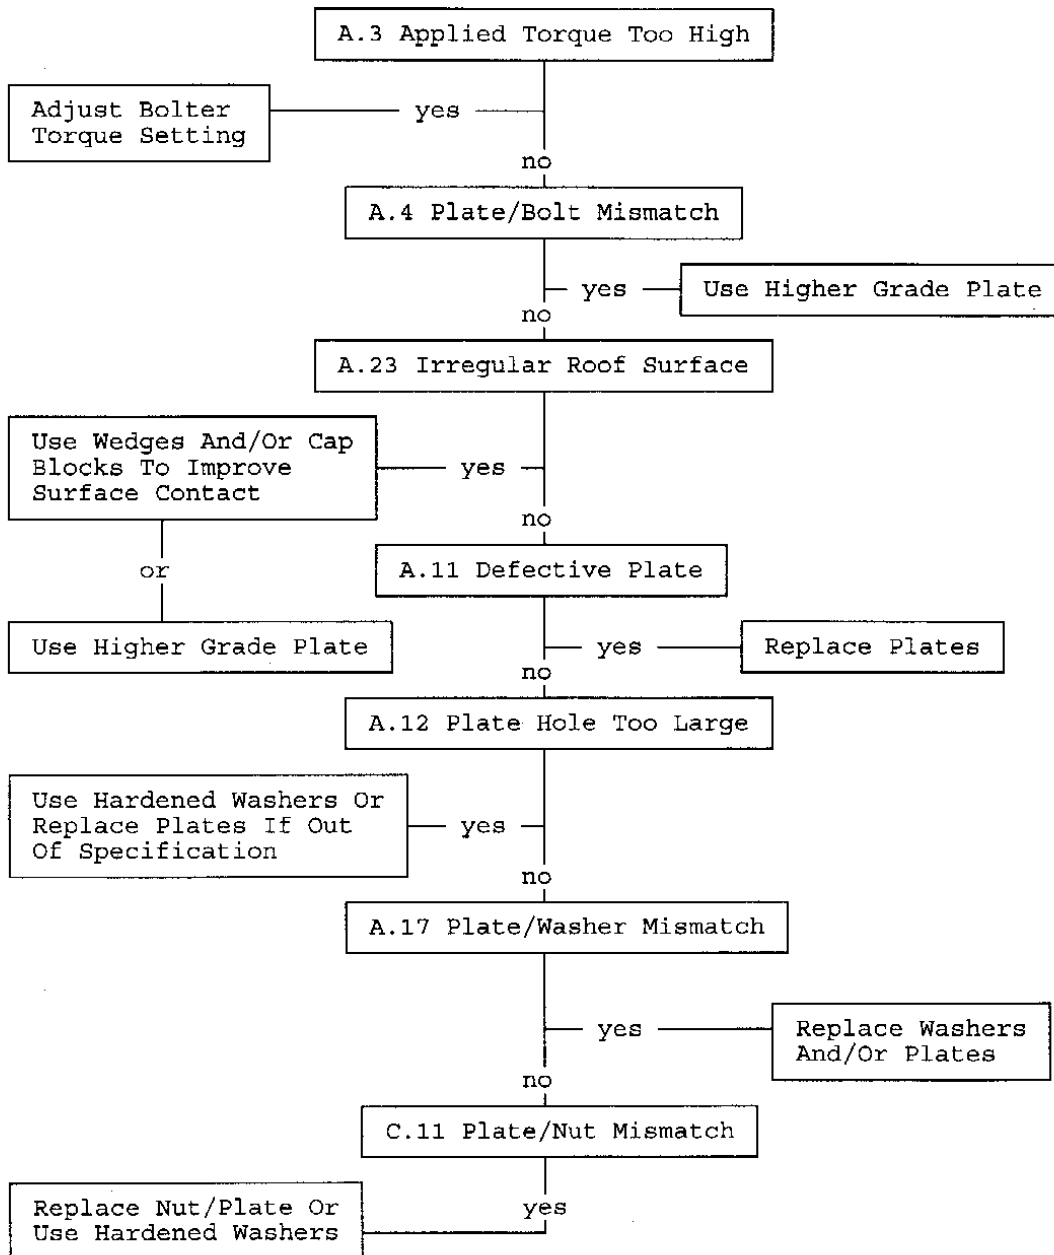 A.3 Applied Torque Too High
Adjust Bolter
Torque Setting
yes
no
A.4 Plate/Bolt Mismatch
yes
Use Higher Grade Plate
no
A.23 Irregular Roof Surface
Use Wedges And/Or Cap
Blocks To Improve
Surface Contact
yes
no
or
A.11 Defective Plate
Use Higher Grade Plate
yes
Replace Plates
no
A.12 Plate Hole Too Large
Use Hardened Washers Or
Replace Plates If Out
Of Specification
yes
no
A.17 Plate/Washer Mismatch
yes
Replace Washers
And/Or Plates
no
C.11 Plate/Nut Mismatch
yes
Replace Nut/Plate Or
Use Hardened Washers